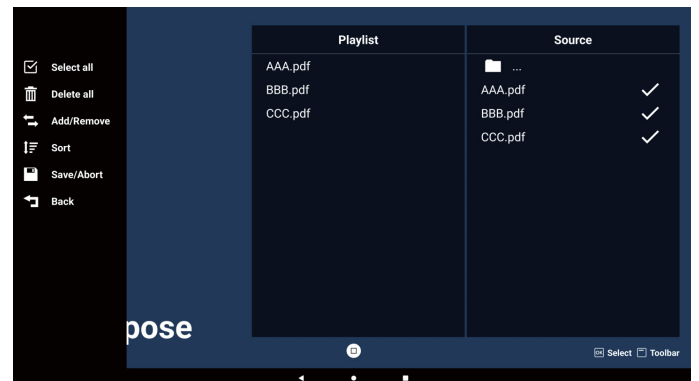 Select all
Delete all
Add/Remove
Sort
Save/Abort
Back
pose
Playlist
AAA.pdf
BBB.pdf
CCC.pdf
Source
...
AAA.pdf
BBB.pdf
CCC.pdf
OK Select Toolbar